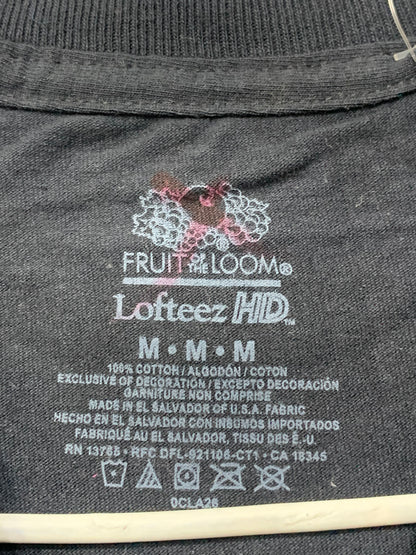 FRUIT OF THE LOOM®
Lofteez HD™
M • M • M
100% COTTON / ALGODÓN / COTON
EXCLUSIVE OF DECORATION / EXCEPTO DECORACIÓN
GARNITURE NON COMPRISE
MADE IN EL SALVADOR OF U.S.A. FABRIC
HECHO EN EL SALVADOR CON INSUMOS IMPORTADOS
FABRIQUÉ AU EL SALVADOR, TISSU DES É.-U.
RN 13765 • RFC DFL-921106-CT1 • CA 18345
0CLA26